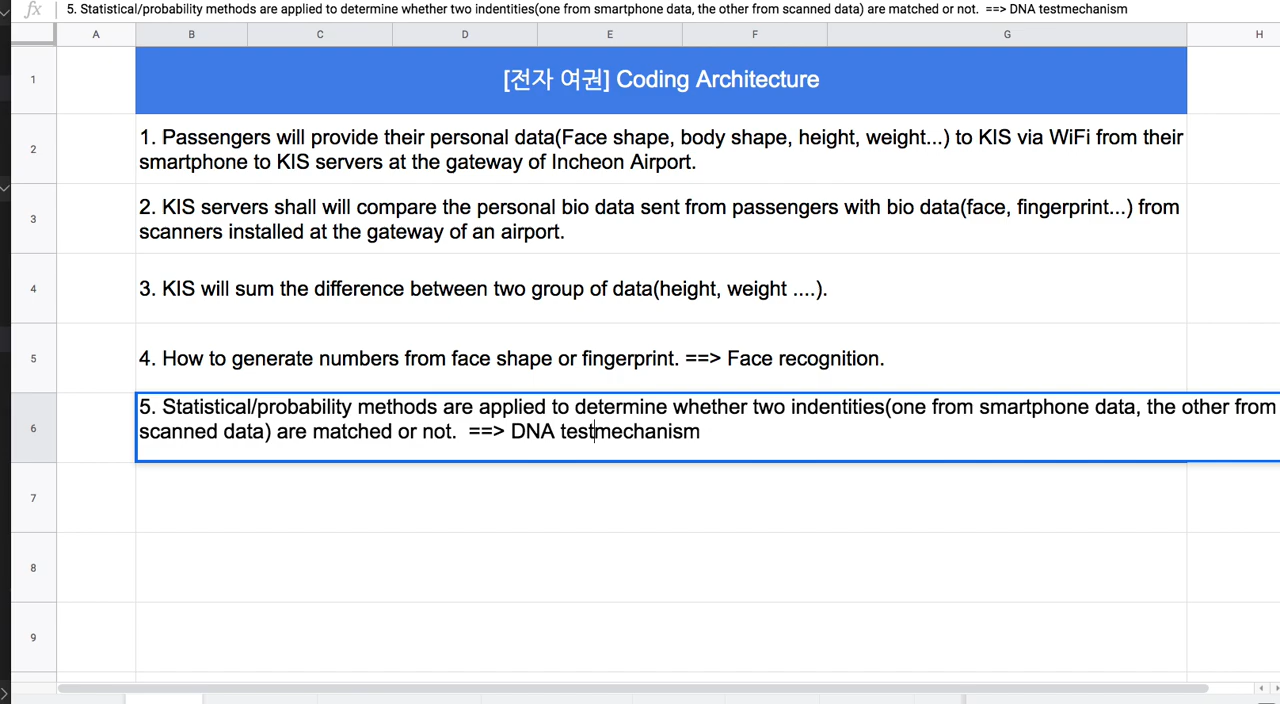 fx 5. Statistical/probability methods are applied to determine whether two indentities(one from smartphone data, the other from scanned data) are matched or not.  ==> DNA testmechanism
A B C D E F G H
1 [전자 여권] Coding Architecture
2 1. Passengers will provide their personal data(Face shape, body shape, height, weight...) to KIS via WiFi from their
smartphone to KIS servers at the gateway of Incheon Airport.
3 2. KIS servers shall will compare the personal bio data sent from passengers with bio data(face, fingerprint...) from
scanners installed at the gateway of an airport.
4 3. KIS will sum the difference between two group of data(height, weight ....).
5 4. How to generate numbers from face shape or fingerprint. ==> Face recognition.
6 5. Statistical/probability methods are applied to determine whether two indentities(one from smartphone data, the other from
scanned data) are matched or not.  ==> DNA testmechanism
7
8
9